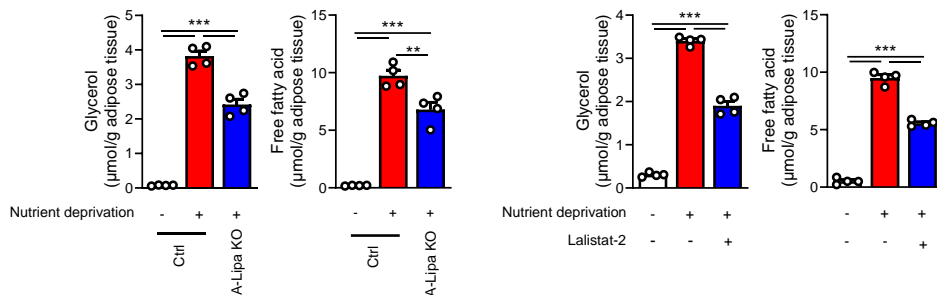 Glycerol
(μmol/g adipose tissue)
5
4
3
2
1
0
***
Free fatty acid
(μmol/g adipose tissue)
15
10
5
0
***
**
Nutrient deprivation
- + +
Ctrl
A-Lipa KO
- + +
Ctrl
A-Lipa KO
Glycerol
(μmol/g adipose tissue)
4
3
2
1
0
***
Free fatty acid
(μmol/g adipose tissue)
15
10
5
0
***
Nutrient deprivation
- + +
- + +
Lalistat-2
- - +
- - +